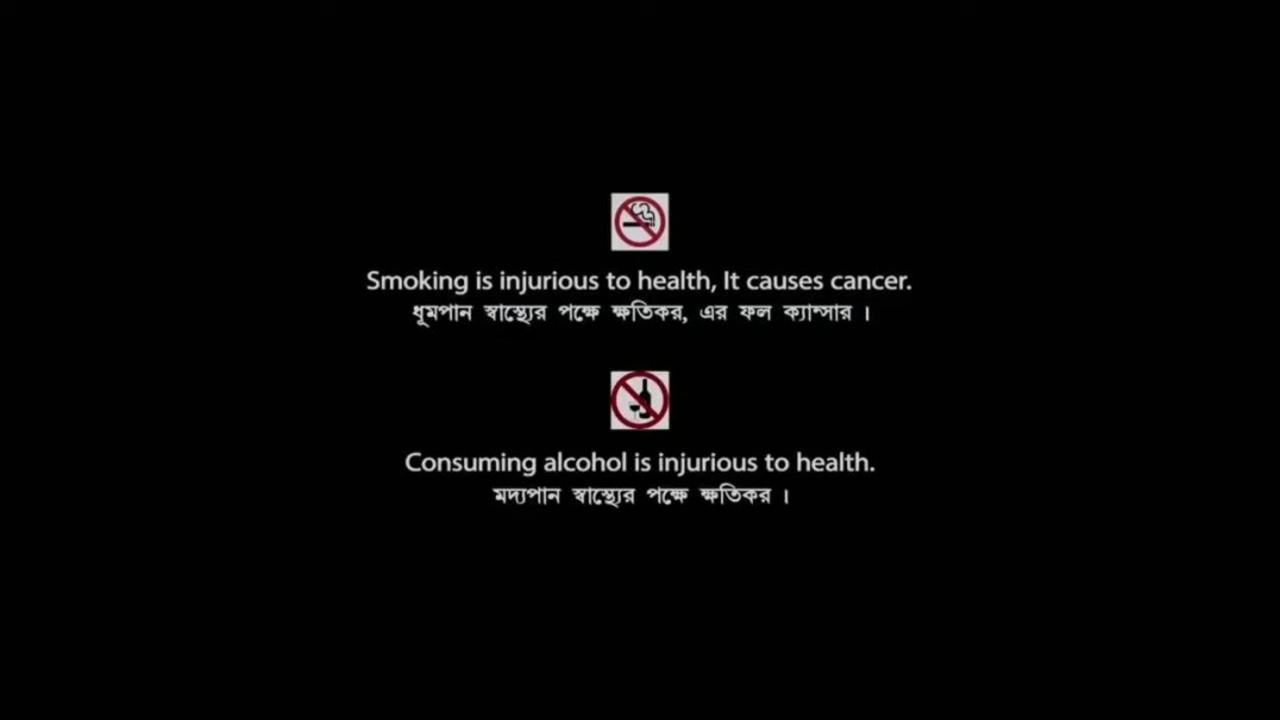 Smoking is injurious to health, It causes cancer.
ধূমপান স্বাস্থ্যের পক্ষে ক্ষতিকর, এর ফল ক্যান্সার ।
Consuming alcohol is injurious to health.
মদ্যপান স্বাস্থ্যের পক্ষে ক্ষতিকর ।